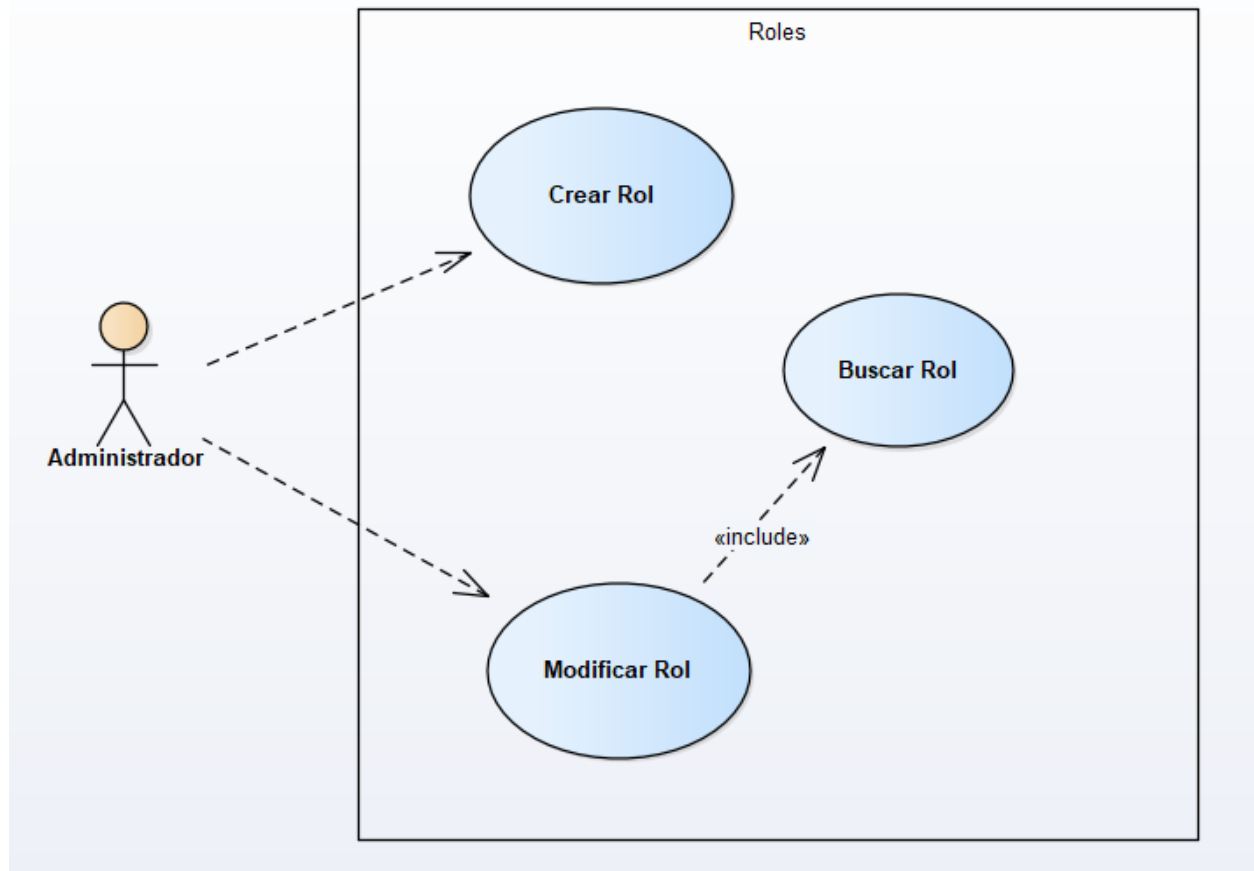 Roles
Crear Rol
Buscar Rol
Administrador
«include»
Modificar Rol